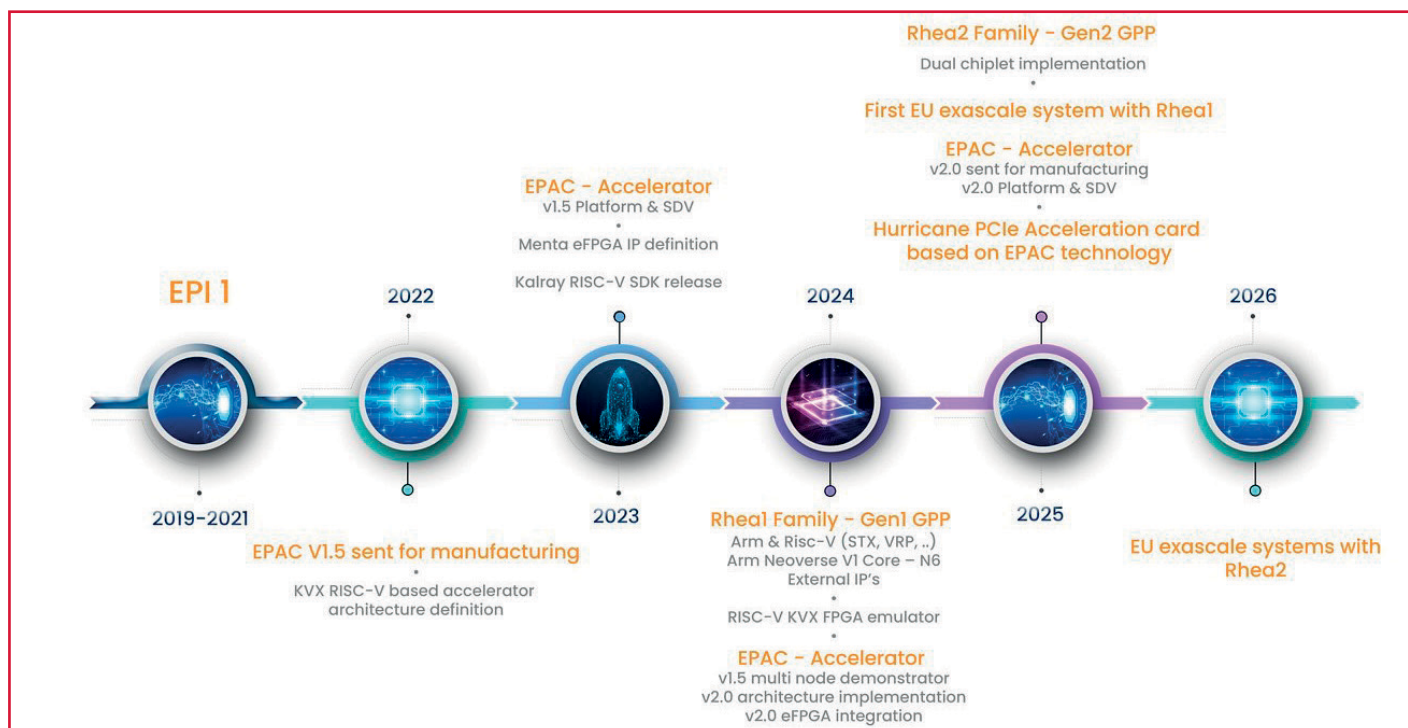 EPI 1
2019-2021
2022
EPAC V1.5 sent for manufacturing
KVX RISC-V based accelerator
architecture definition
EPAC - Accelerator
v1.5 Platform & SDV
Menta eFPGA IP definition
Kalray RISC-V SDK release
2023
2024
Rhea1 Family - Gen1 GPP
Arm & Risc-V (STX, VRP, ..)
Arm Neoverse V1 Core – N6
External IP's
RISC-V KVX FPGA emulator
EPAC - Accelerator
v1.5 multi node demonstrator
v2.0 architecture implementation
v2.0 eFPGA integration
Rhea2 Family - Gen2 GPP
Dual chiplet implementation
First EU exascale system with Rhea1
EPAC - Accelerator
v2.0 sent for manufacturing
v2.0 Platform & SDV
Hurricane PCIe Acceleration card
based on EPAC technology
2025
2026
EU exascale systems with
Rhea2